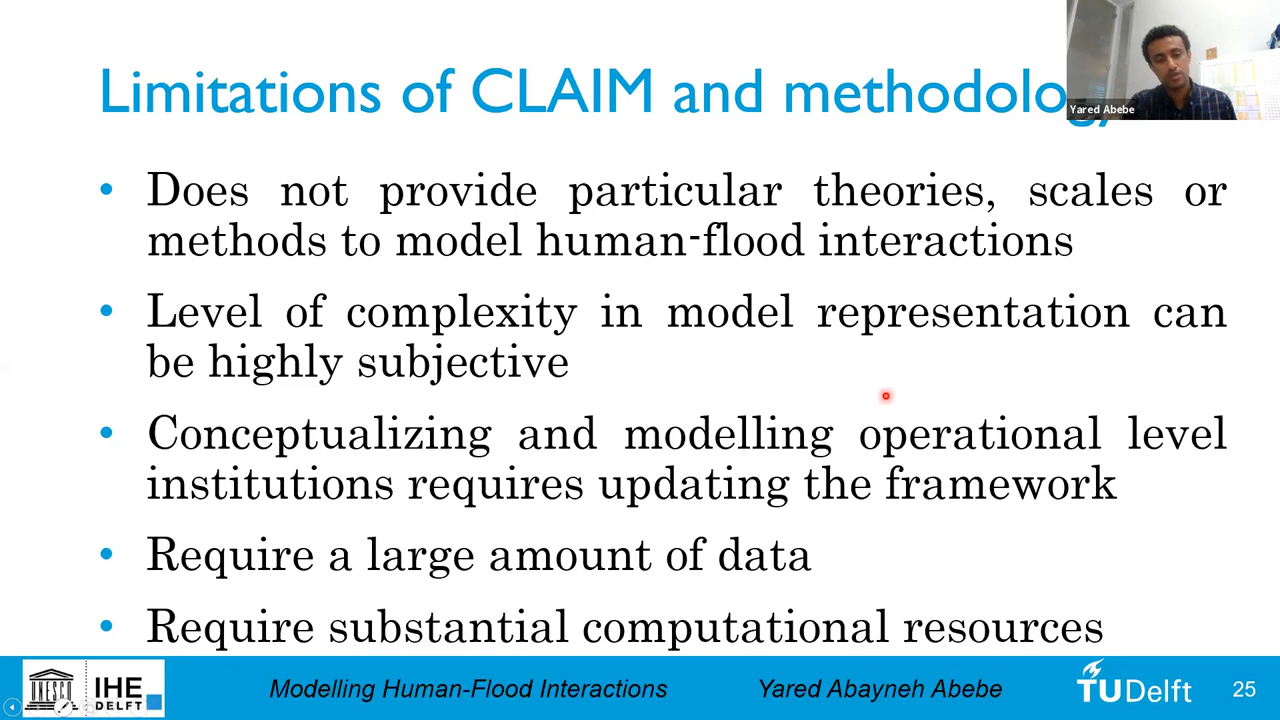 Limitations of CLAIM and methodology
Yared Abebe
• Does not provide particular theories, scales or
methods to model human-flood interactions
• Level of complexity in model representation can
be highly subjective
• Conceptualizing and modelling operational level
institutions requires updating the framework
• Require a large amount of data
• Require substantial computational resources
UNESCO
IHE
DELFT
Modelling Human-Flood Interactions
Yared Abayneh Abebe
TUDelft
25